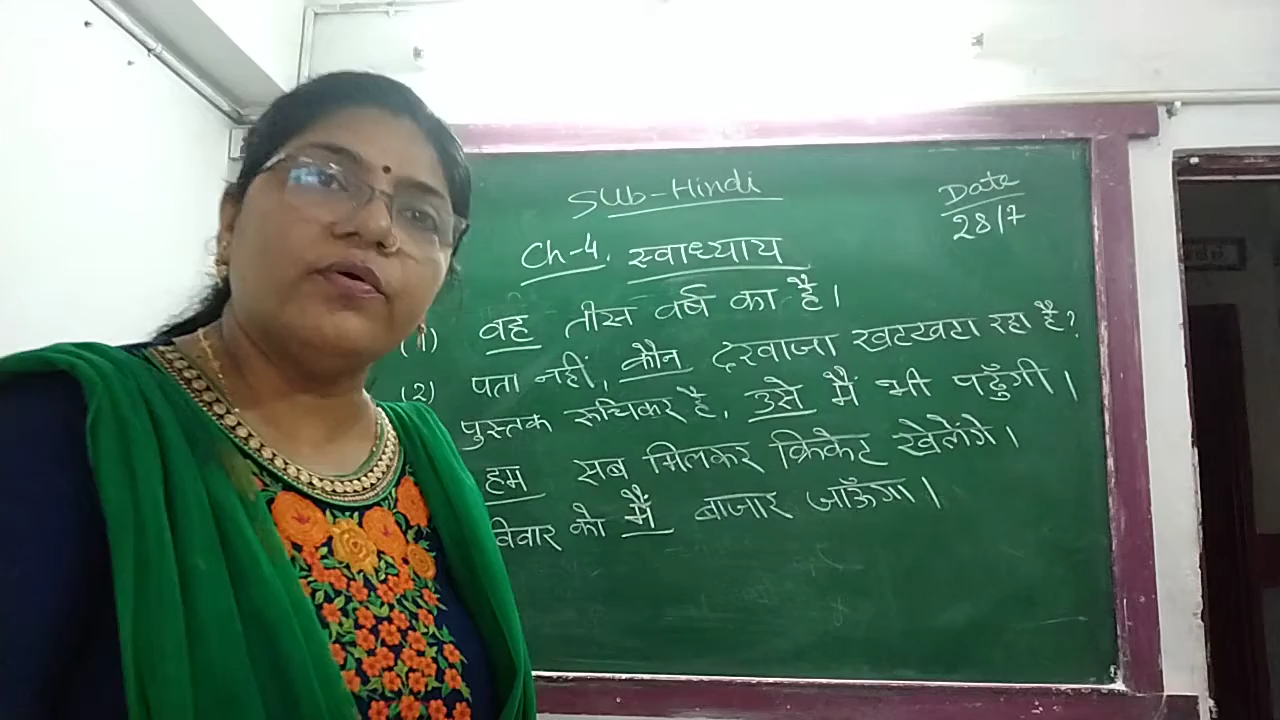 Sub-Hindi
Date
28/7
Ch-4. स्वाध्याय
(1) वह तीस वर्ष का है।
(2) पता नहीं, कौन दरवाजा खटखटा रहा है?
पुस्तक रुचिकर है, उसे मैं भी पढुँगी।
हम सब मिलकर क्रिकेट खेलेंगे।
विवार को मैं बाजार जाऊँगा।